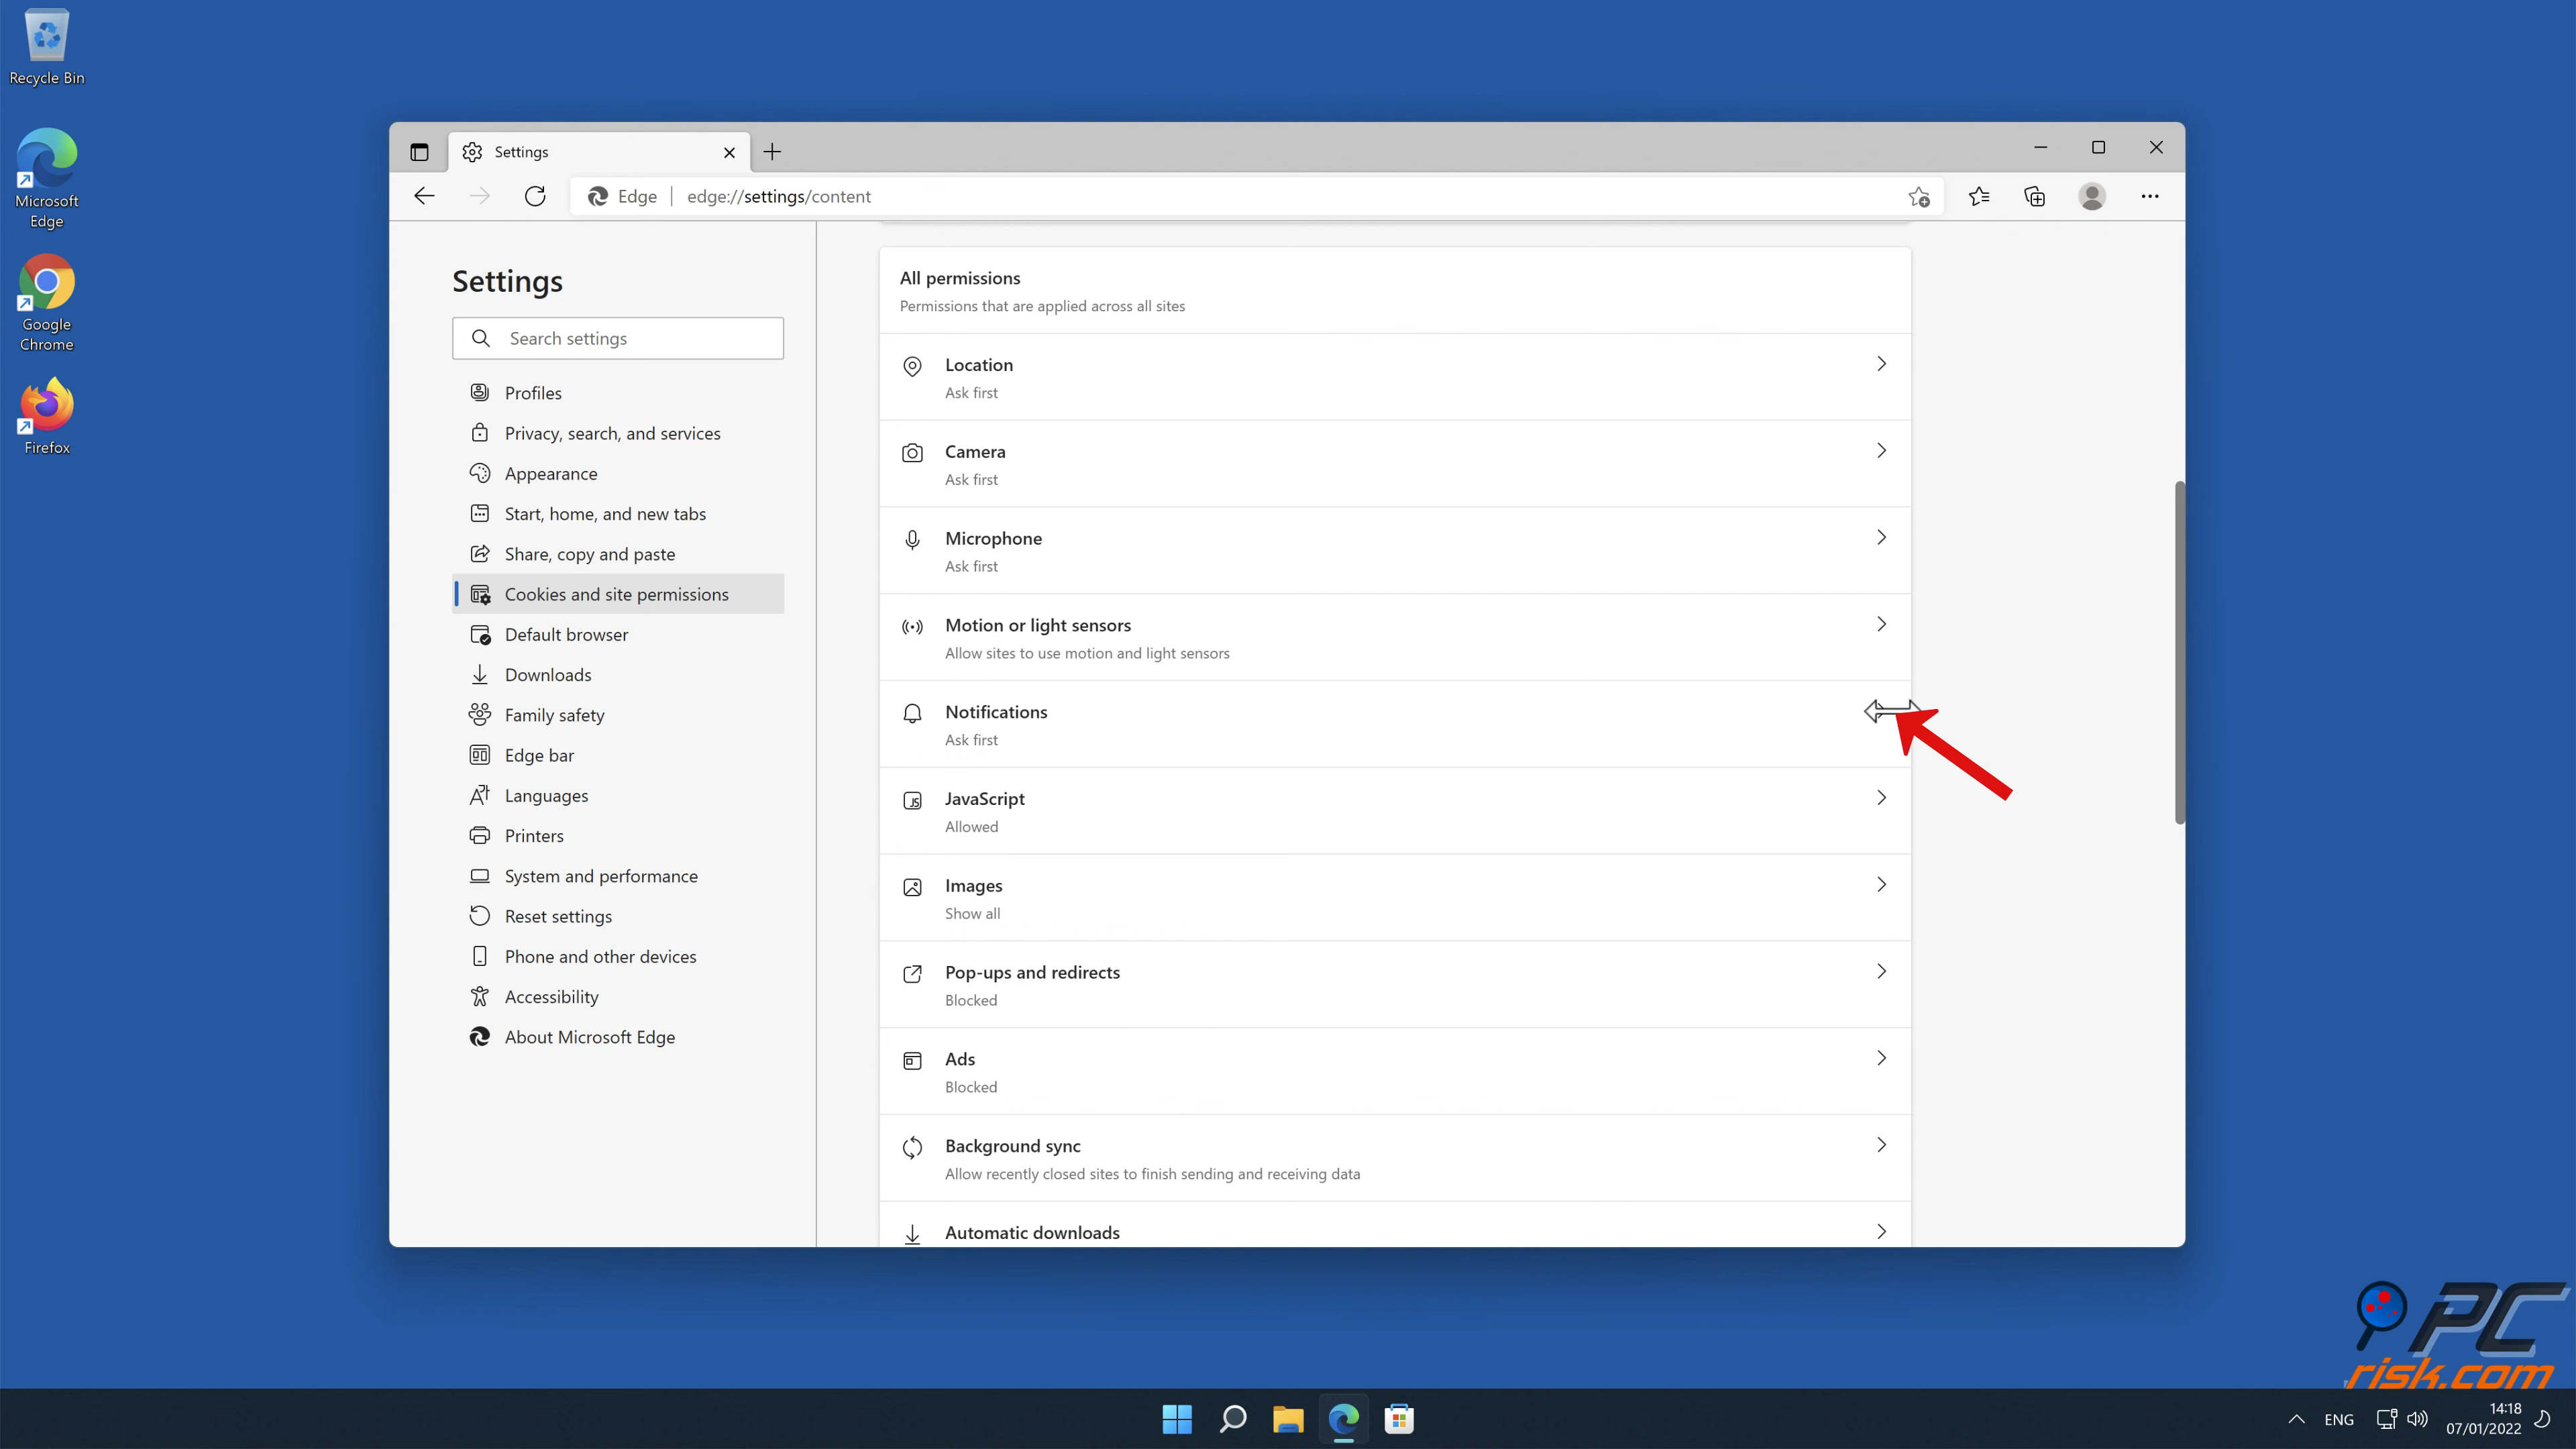 Recycle Bin
Microsoft
Edge
Google
Chrome
Firefox
Settings
Edge
edge://settings/content
Settings
Search settings
Profiles
Privacy, search, and services
Appearance
Start, home, and new tabs
Share, copy and paste
Cookies and site permissions
Default browser
Downloads
Family safety
Edge bar
Languages
Printers
System and performance
Reset settings
Phone and other devices
Accessibility
About Microsoft Edge
All permissions
Permissions that are applied across all sites
Location
Ask first
Camera
Ask first
Microphone
Ask first
Motion or light sensors
Allow sites to use motion and light sensors
Notifications
Ask first
JavaScript
Allowed
Images
Show all
Pop-ups and redirects
Blocked
Ads
Blocked
Background sync
Allow recently closed sites to finish sending and receiving data
Automatic downloads
PC
risk.com
ENG
14:18
07/01/2022